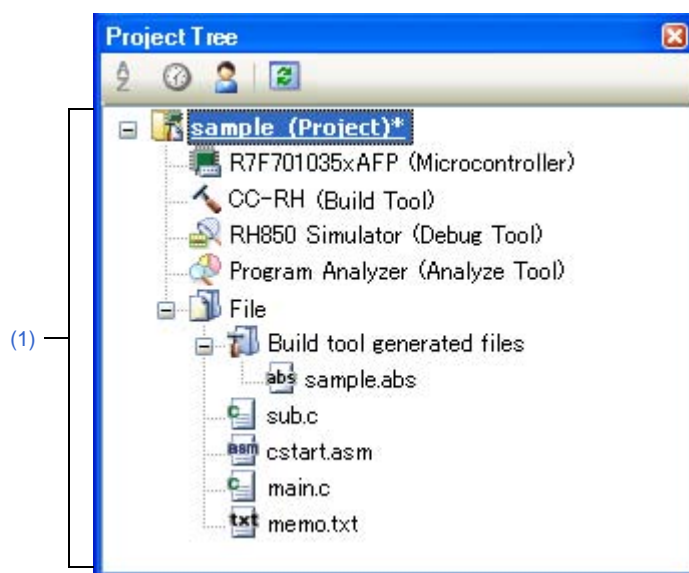 Project Tree
sample (Project)*
R7F701035xAFP (Microcontroller)
CC-RH (Build Tool)
RH850 Simulator (Debug Tool)
Program Analyzer (Analyze Tool)
File
(1)
Build tool generated files
abs sample.abs
sub.c
asm cstart.asm
main.c
txt memo.txt